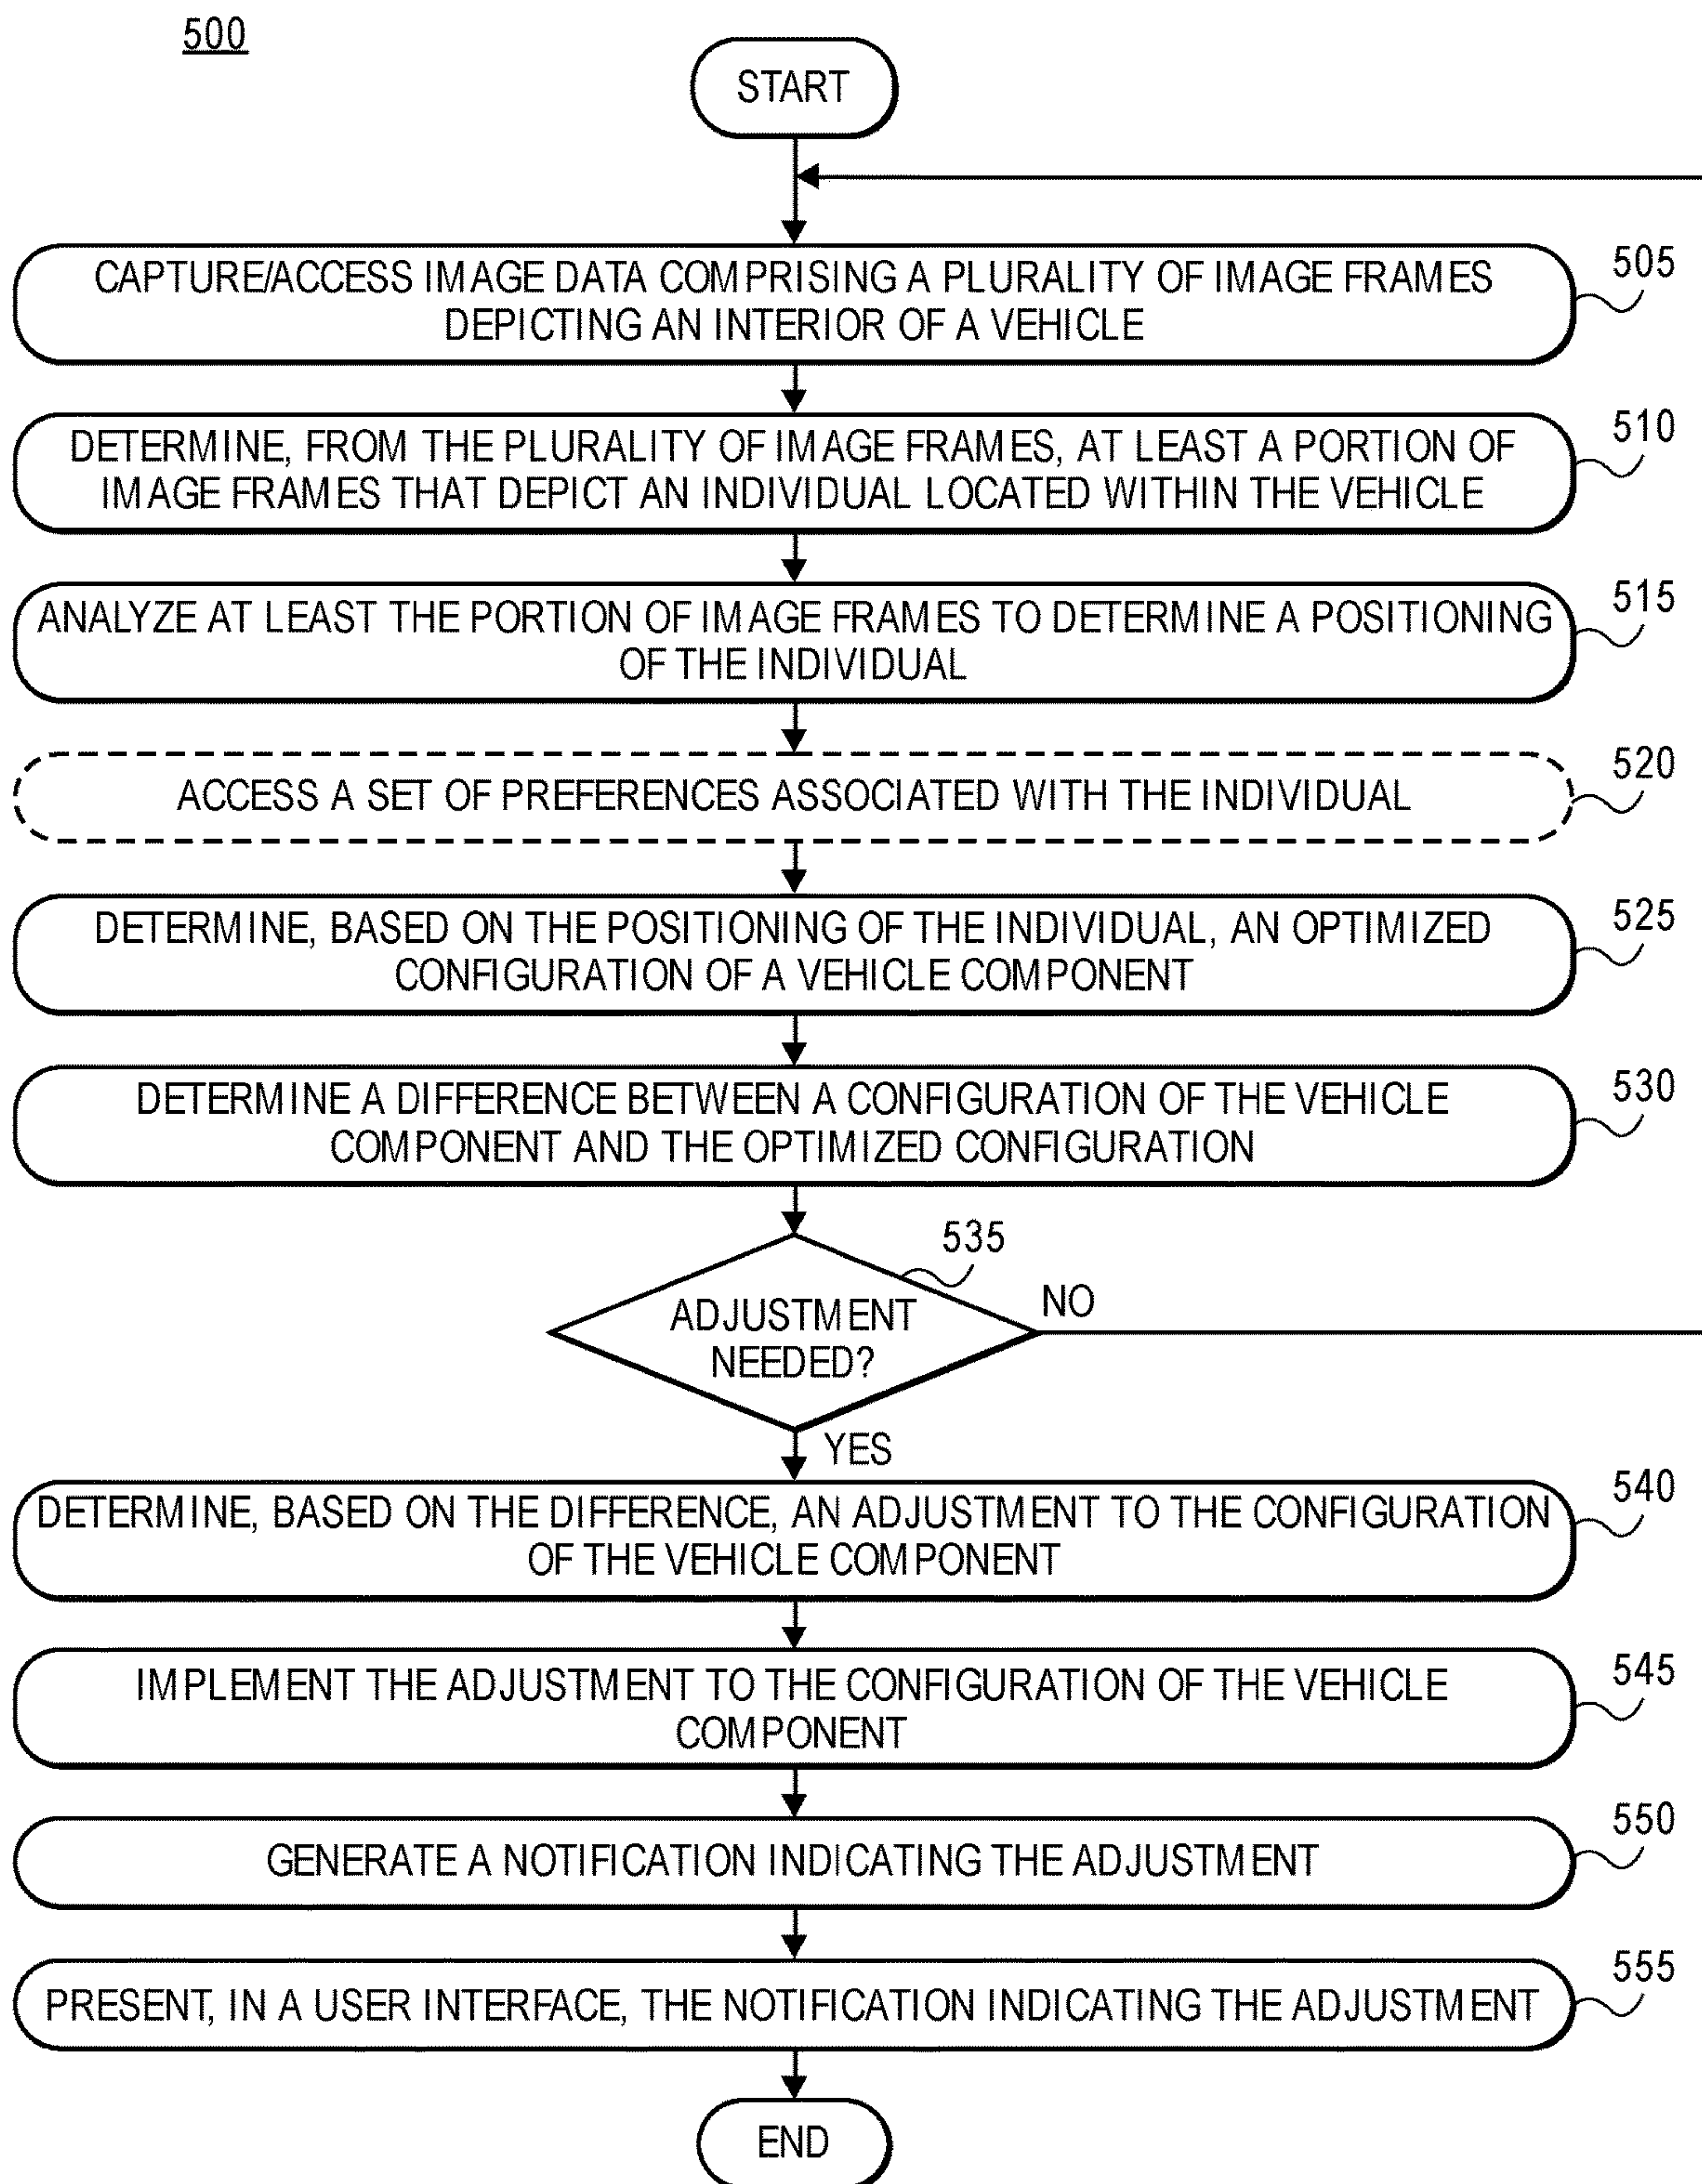 500
START
CAPTURE/ACCESS IMAGE DATA COMPRISING A PLURALITY OF IMAGE FRAMES
DEPICTING AN INTERIOR OF A VEHICLE
505
DETERMINE, FROM THE PLURALITY OF IMAGE FRAMES, AT LEAST A PORTION OF
IMAGE FRAMES THAT DEPICT AN INDIVIDUAL LOCATED WITHIN THE VEHICLE
510
ANALYZE AT LEAST THE PORTION OF IMAGE FRAMES TO DETERMINE A POSITIONING
OF THE INDIVIDUAL
515
ACCESS A SET OF PREFERENCES ASSOCIATED WITH THE INDIVIDUAL
520
DETERMINE, BASED ON THE POSITIONING OF THE INDIVIDUAL, AN OPTIMIZED
CONFIGURATION OF A VEHICLE COMPONENT
525
DETERMINE A DIFFERENCE BETWEEN A CONFIGURATION OF THE VEHICLE
COMPONENT AND THE OPTIMIZED CONFIGURATION
530
535
ADJUSTMENT
NEEDED?
NO
YES
DETERMINE, BASED ON THE DIFFERENCE, AN ADJUSTMENT TO THE CONFIGURATION
OF THE VEHICLE COMPONENT
540
IMPLEMENT THE ADJUSTMENT TO THE CONFIGURATION OF THE VEHICLE
COMPONENT
545
GENERATE A NOTIFICATION INDICATING THE ADJUSTMENT
550
PRESENT, IN A USER INTERFACE, THE NOTIFICATION INDICATING THE ADJUSTMENT
555
END